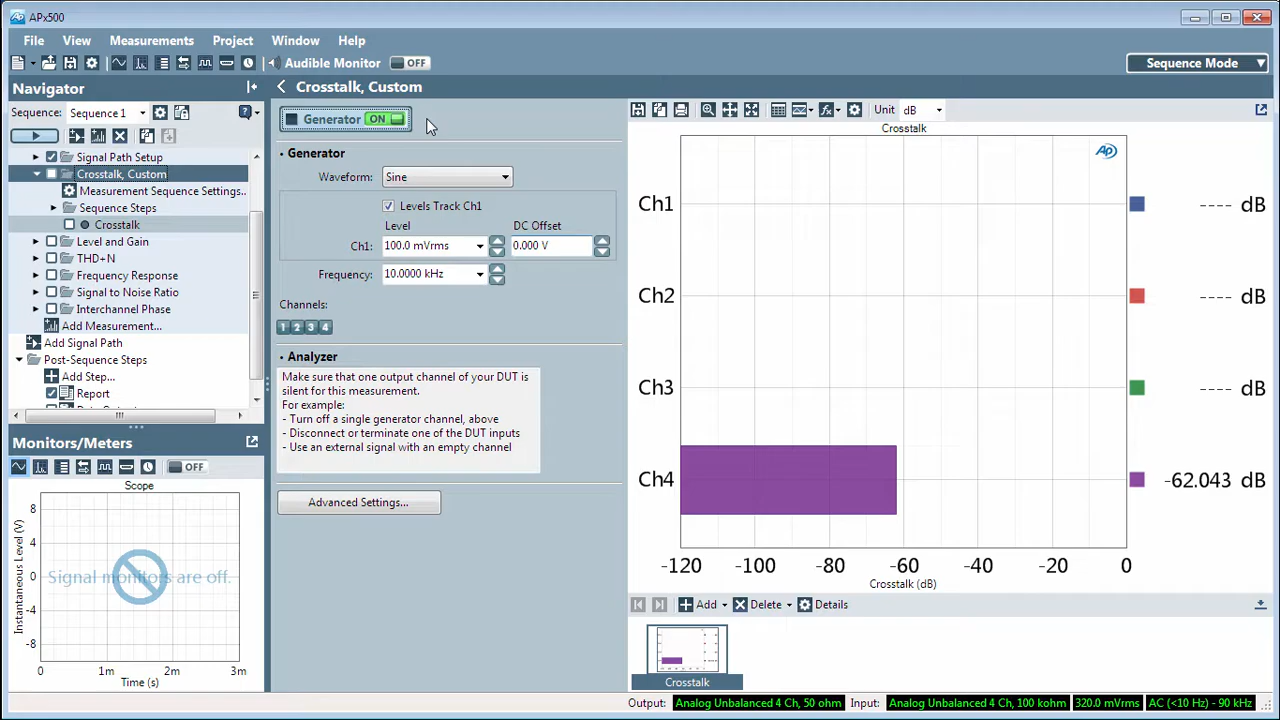 APx500
File View Measurements Project Window Help
Audible Monitor OFF
Sequence Mode
Navigator
Crosstalk, Custom
Sequence: Sequence 1
Generator ON
Unit dB
Crosstalk
Signal Path Setup
Crosstalk, Custom
Measurement Sequence Settings...
Sequence Steps
Crosstalk
Level and Gain
THD+N
Frequency Response
Signal to Noise Ratio
Interchannel Phase
Add Measurement...
Add Signal Path
Post-Sequence Steps
Add Step...
Report
Generator
Waveform: Sine
Levels Track Ch1
Level DC Offset
Ch1: 100.0 mVrms 0.000 V
Frequency: 10.0000 kHz
Channels:
1 2 3 4
Analyzer
Make sure that one output channel of your DUT is
silent for this measurement.
For example:
- Turn off a single generator channel, above
- Disconnect or terminate one of the DUT inputs
- Use an external signal with an empty channel
Advanced Settings...
AP
Ch1 ---- dB
Ch2 ---- dB
Ch3 ---- dB
Ch4 -62.043 dB
-120 -100 -80 -60 -40 -20 0
Crosstalk (dB)
Add Delete Details
Crosstalk
Monitors/Meters
OFF
Scope
Instantaneous Level (V)
8
4
0
-4
-8
Signal monitors are off.
0 1m 2m 3m
Time (s)
Output: Analog Unbalanced 4 Ch, 50 ohm Input: Analog Unbalanced 4 Ch, 100 kohm 320.0 mVrms AC (<10 Hz) - 90 kHz